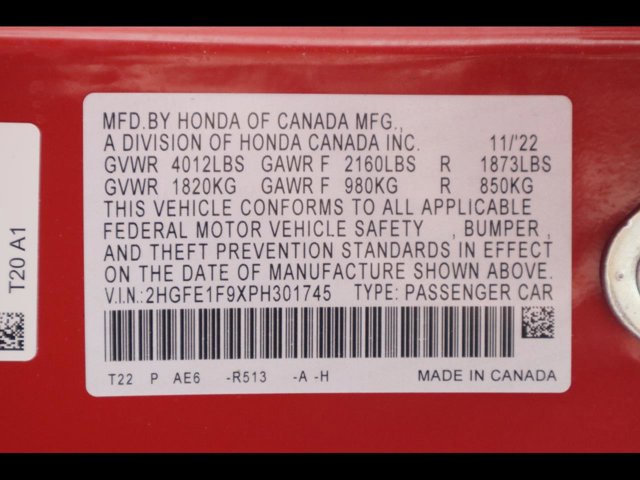 MFD.BY HONDA OF CANADA MFG.,
A DIVISION OF HONDA CANADA INC. 11/'22
GVWR 4012LBS GAWR F 2160LBS R 1873LBS
GVWR 1820KG GAWR F 980KG R 850KG
THIS VEHICLE CONFORMS TO ALL APPLICABLE
FEDERAL MOTOR VEHICLE SAFETY , BUMPER ,
AND THEFT PREVENTION STANDARDS IN EFFECT
ON THE DATE OF MANUFACTURE SHOWN ABOVE.
V.I.N.:2HGFE1F9XPH301745 TYPE: PASSENGER CAR
T22 P AE6 -R513 -A -H MADE IN CANADA
T20 A1